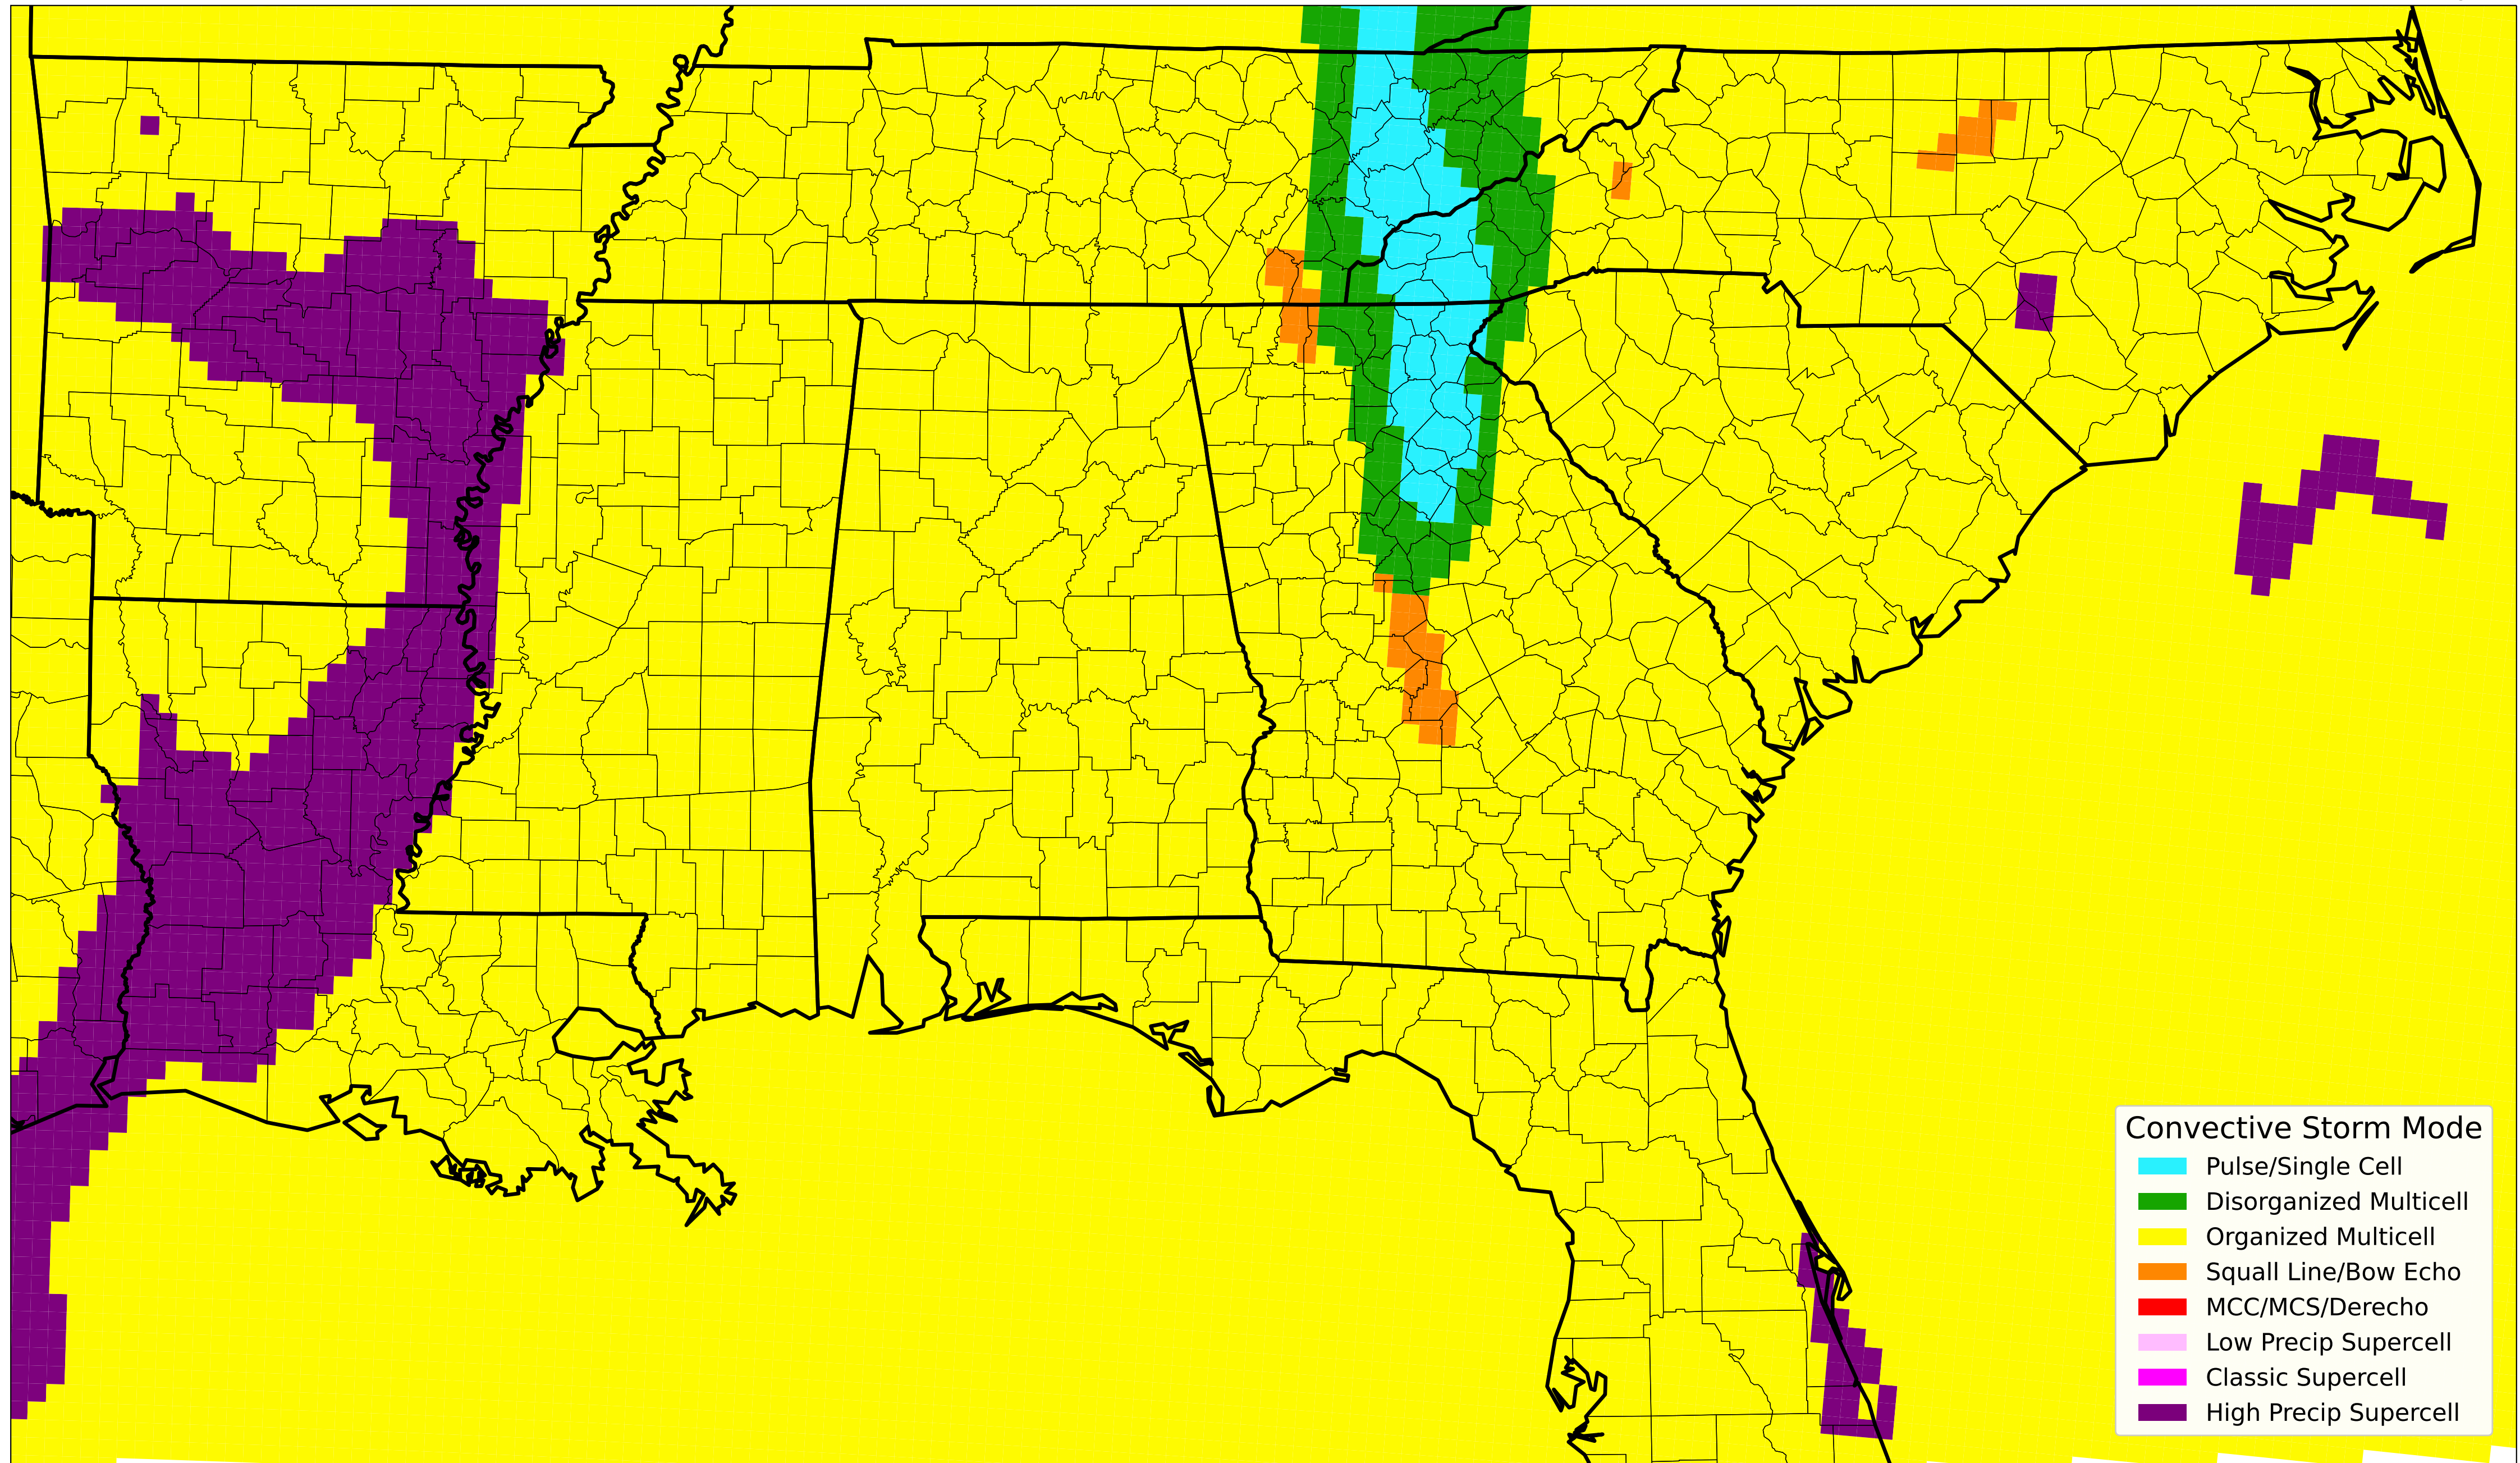 Convective Storm Mode
Pulse/Single Cell
Disorganized Multicell
Organized Multicell
Squall Line/Bow Echo
MCC/MCS/Derecho
Low Precip Supercell
Classic Supercell
High Precip Supercell